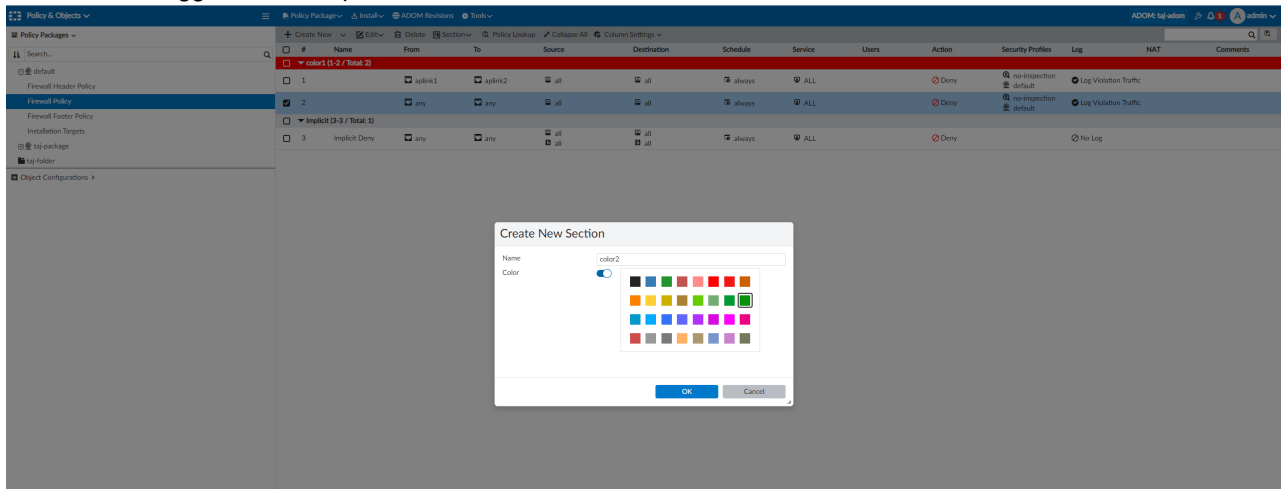 Policy & Objects
Policy Package Install ADOM Revisions Tools
ADOM: taj-adom 1 A admin
Policy Packages
Create New Edit Delete Section Policy Lookup Collapse All Column Settings
Search...
# Name From To Source Destination Schedule Service Users Action Security Profiles Log NAT Comments
color1 (1-2 / Total: 2)
default
1 aplink1 aplink2 all all always ALL Deny no-inspection Log Violation Traffic
default
Firewall Header Policy
Firewall Policy
2 any any all all always ALL Deny no-inspection Log Violation Traffic
default
Firewall Footer Policy
Implicit (3-3 / Total: 1)
Installation Targets
3 Implicit Deny any any all all always ALL Deny No Log
all all
taj-package
taj-folder
Object Configurations
Create New Section
Name color2
Color
OK Cancel